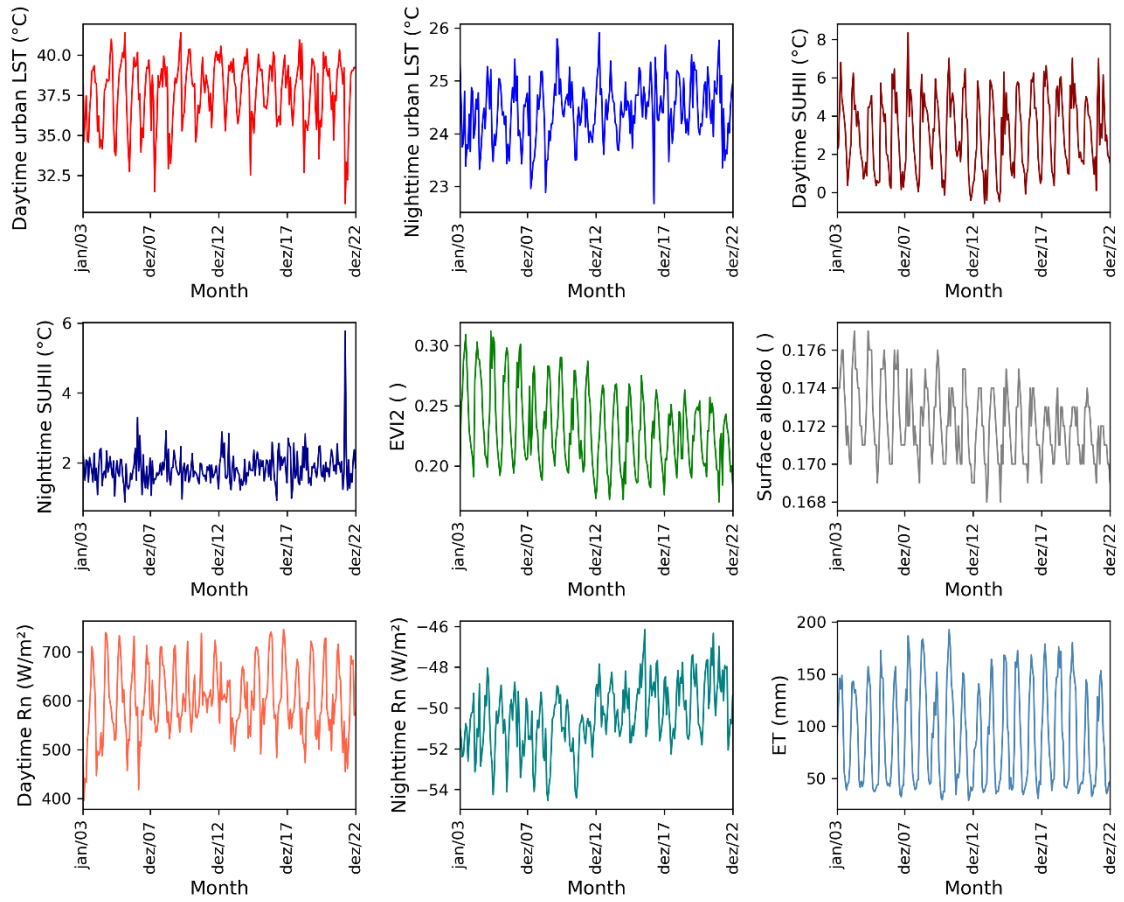 Daytime urban LST (°C)
40.0
37.5
35.0
32.5
jan/03
dez/07
dez/12
dez/17
dez/22
Month
Nighttime urban LST (°C
26
25
24
23
jan/03
dez/07
dez/12
dez/17
dez/22
Month
Daytime SUHII (°C)
8
6
4
2
0
jan/03
dez/07
dez/12
dez/17
dez/22
Month
Nighttime SUHII (°C)
6
4
2
jan/03
dez/07
dez/12
dez/17
dez/22
Month
EVI2 ( )
0.30
0.25
0.20
jan/03
dez/07
dez/12
dez/17
dez/22
Month
Surface albedo ( )
0.176
0.174
0.172
0.170
0.168
jan/03
dez/07
dez/12
dez/17
dez/22
Month
Daytime Rn (W/m²)
700
600
500
400
jan/03
dez/07
dez/12
dez/17
dez/22
Month
Nighttime Rn (W/m²)
−46
−48
−50
−52
−54
jan/03
dez/07
dez/12
dez/17
dez/22
Month
ET (mm)
200
150
100
50
jan/03
dez/07
dez/12
dez/17
dez/22
Month